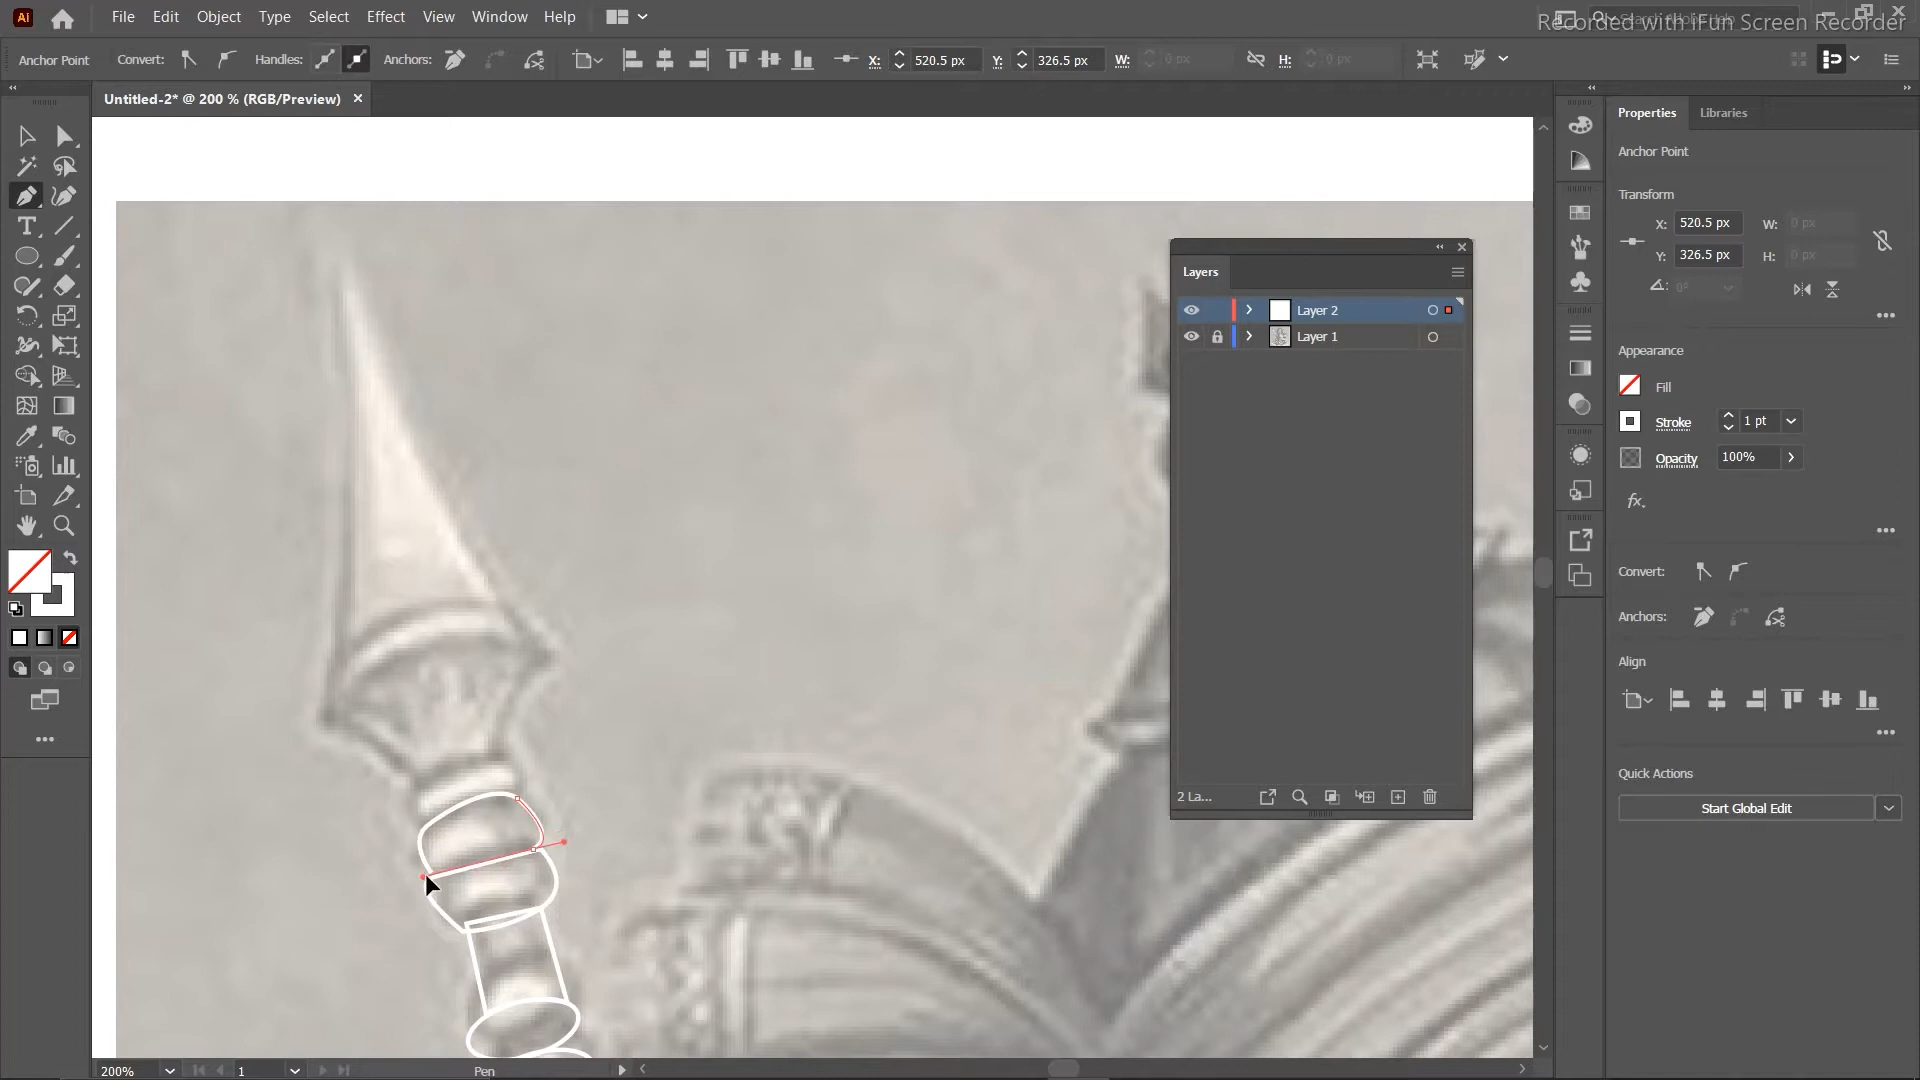 Ai File Edit Object Type Select Effect View Window Help
Recorded with iFun Screen Recorder
Search Adobe Help
Anchor Point Convert: Handles: Anchors: X: 520.5 px Y: 326.5 px W: 0 px H: 0 px
Untitled-2* @ 200 % (RGB/Preview) ×
Properties Libraries
Anchor Point
Transform
X: 520.5 px W: 0 px
Y: 326.5 px H: 0 px
0°
Appearance
Fill
Stroke 1 pt
Opacity 100%
fx.
Convert:
Anchors:
Align
Quick Actions
Start Global Edit
Layers
Layer 2
Layer 1
2 La...
200% 1 Pen